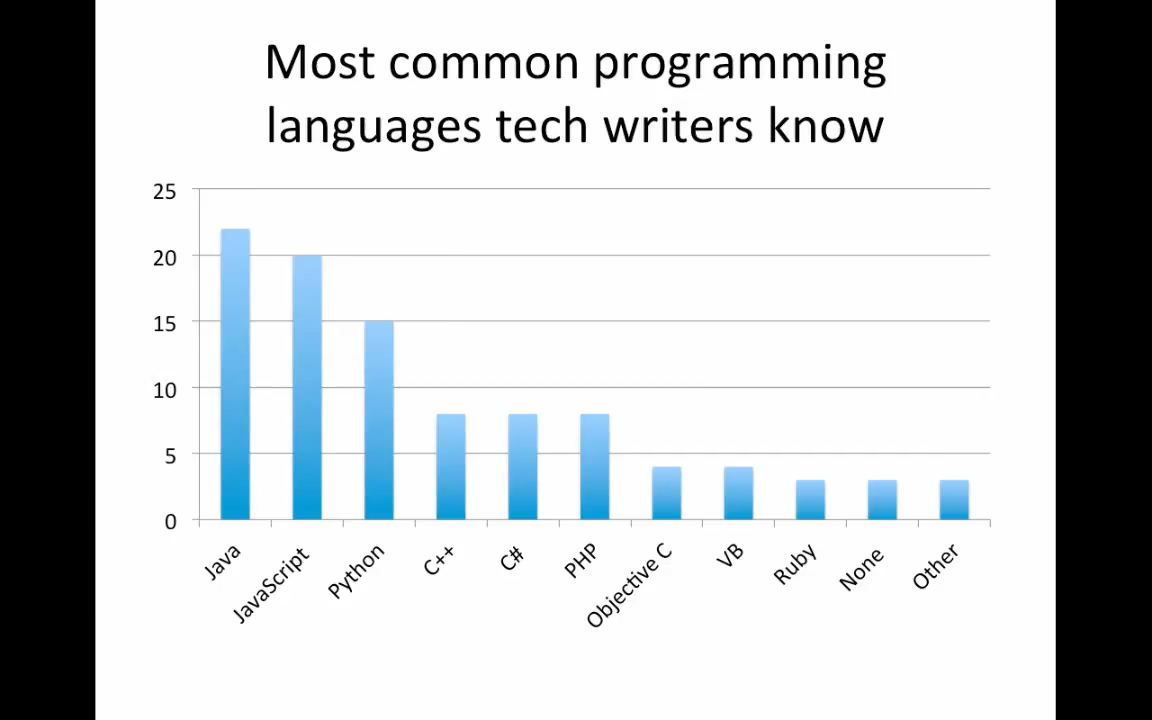 Most common programming
languages tech writers know
25
20
15
10
5
0
Java
JavaScript
Python
C++
C#
PHP
Objective C
VB
Ruby
None
Other